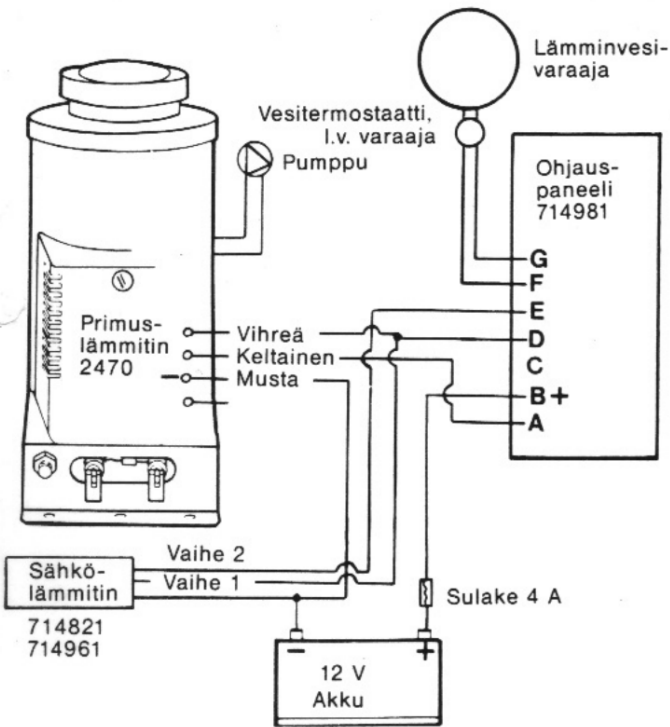 Lämminvesi-
varaaja
Vesitermostaatti,
l.v. varaaja
Pumppu
Ohjaus-
paneeli
714981
G
F
E
D
C
B +
A
Primus-
lämmitin
2470
Vihreä
Keltainen
– Musta
Vaihe 2
Vaihe 1
Sähkö-
lämmitin
714821
714961
Sulake 4 A
– +
12 V
Akku